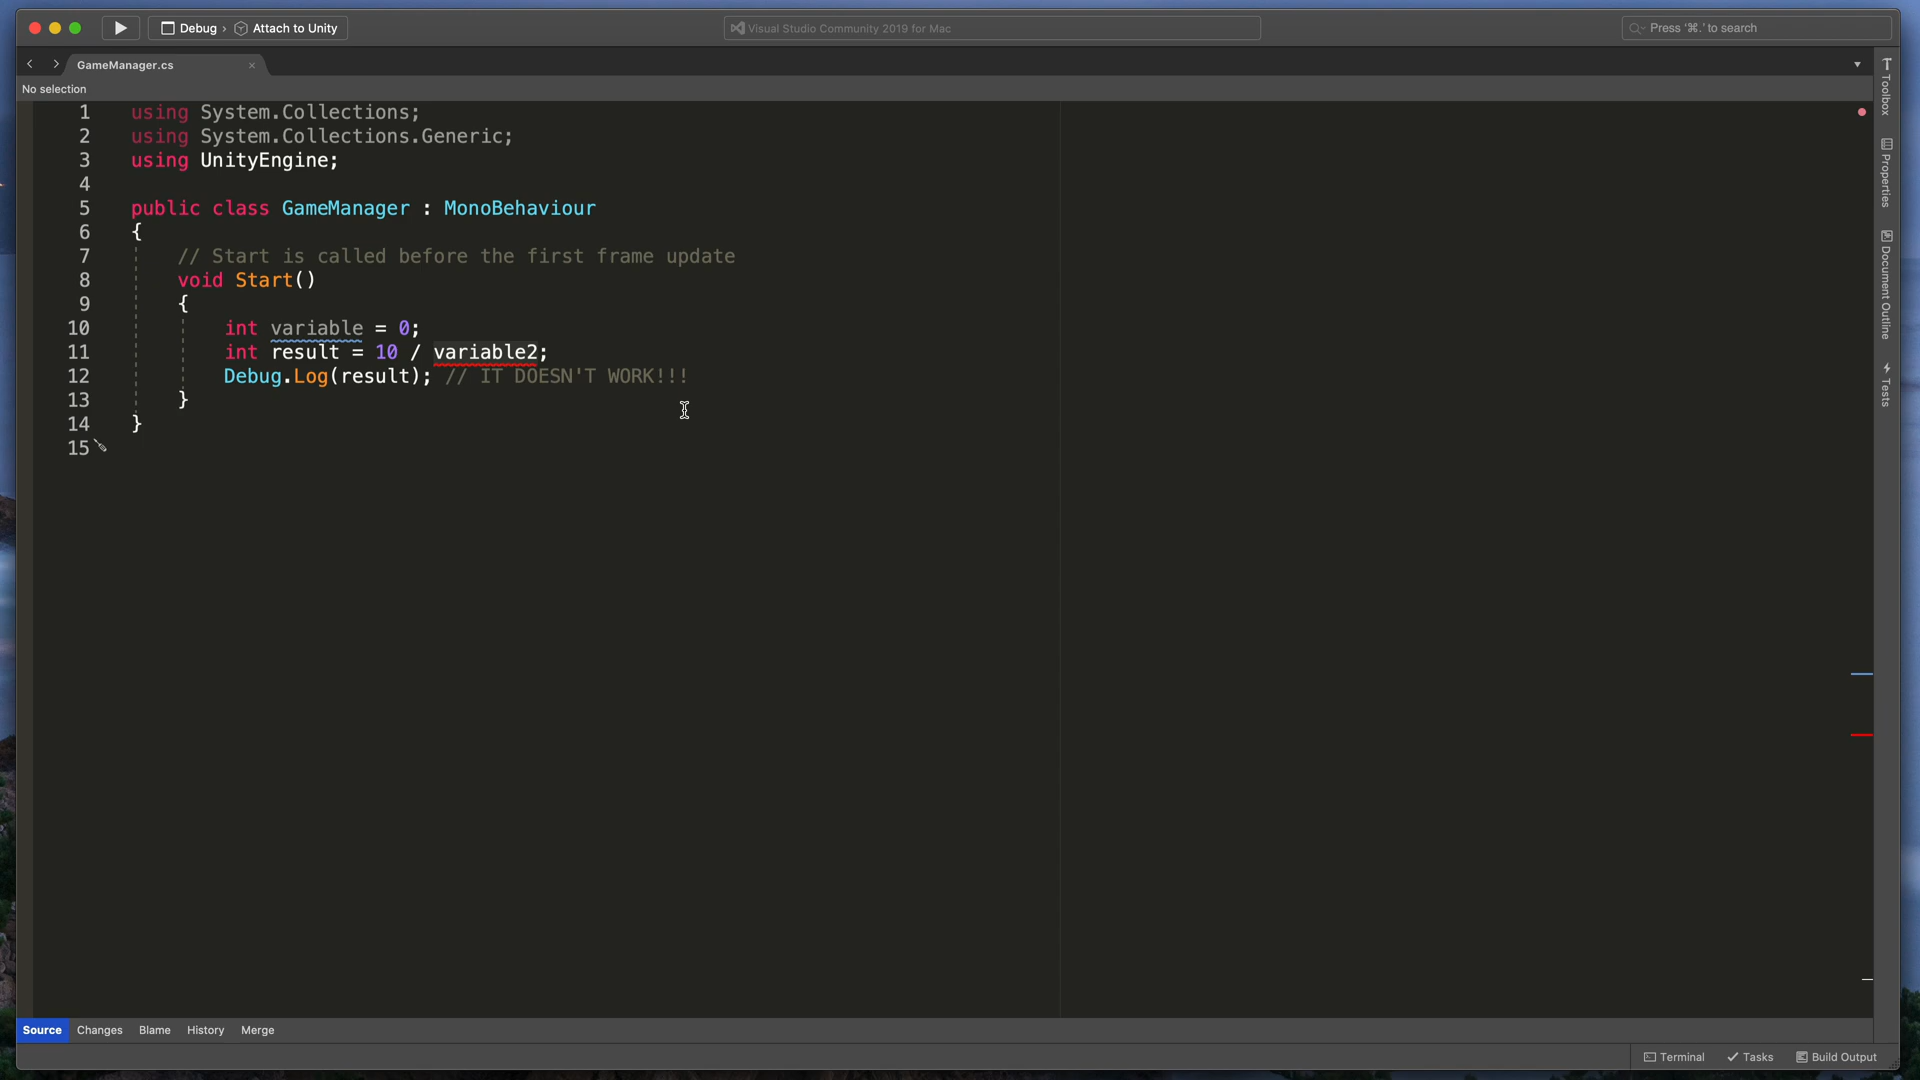 Debug › Attach to Unity
Visual Studio Community 2019 for Mac
Press '⌘.' to search
GameManager.cs
No selection
1 using System.Collections;
2 using System.Collections.Generic;
3 using UnityEngine;
4
5 public class GameManager : MonoBehaviour
6 {
7 // Start is called before the first frame update
8 void Start()
9 {
10 int variable = 0;
11 int result = 10 / variable2;
12 Debug.Log(result); // IT DOESN'T WORK!!!
13 }
14 }
15
Toolbox
Properties
Document Outline
Tests
Source Changes Blame History Merge
Terminal Tasks Build Output